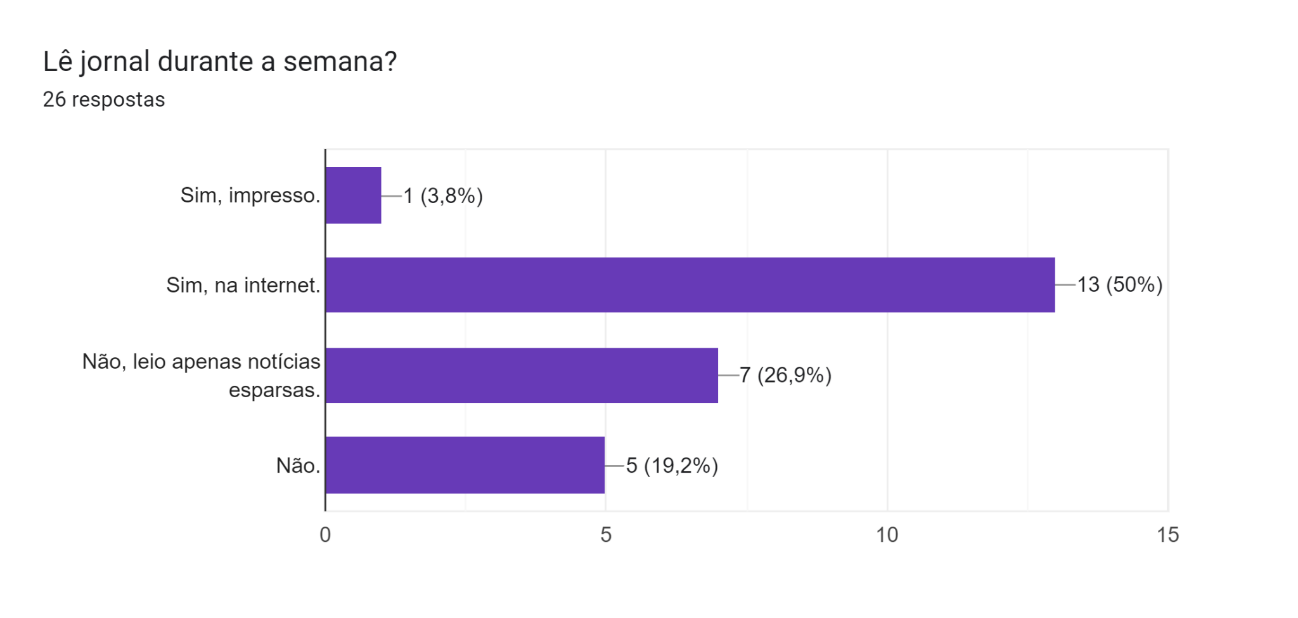 Lê jornal durante a semana?
26 respostas
Sim, impresso.
1 (3,8%)
Sim, na internet.
13 (50%)
Não, leio apenas notícias
esparsas.
7 (26,9%)
Não.
5 (19,2%)
0
5
10
15